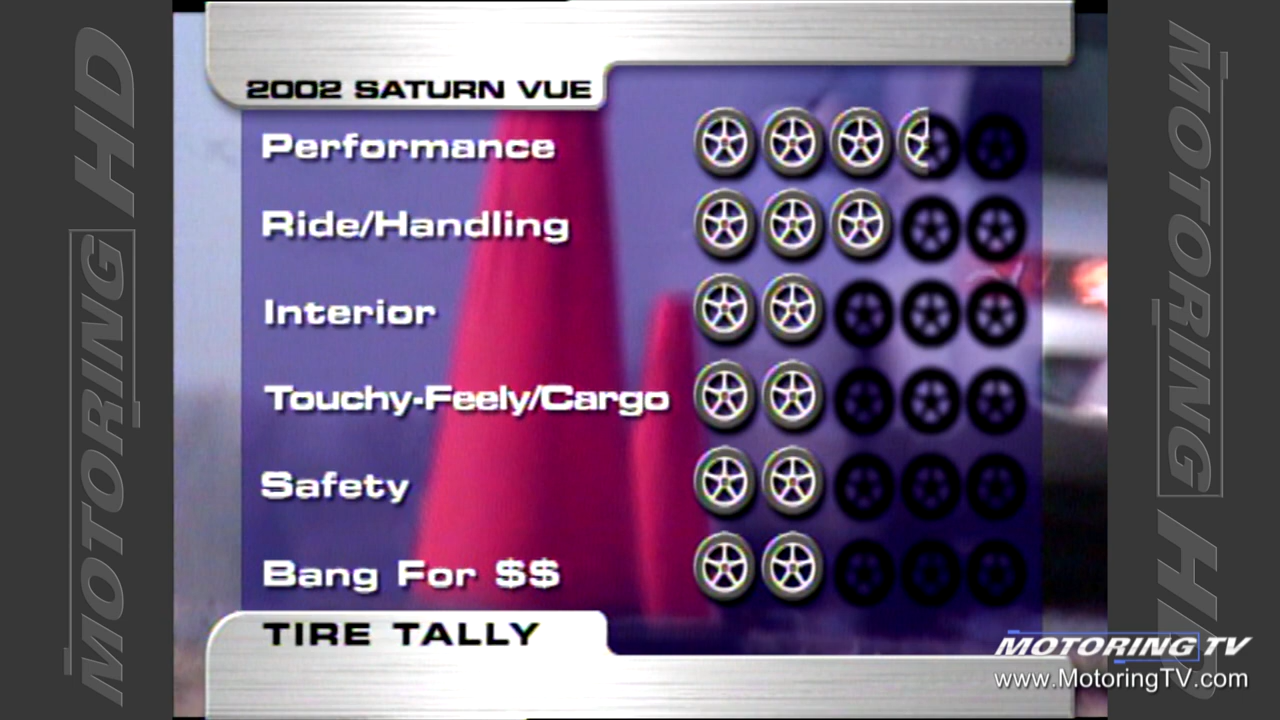 2002 SATURN VUE
Performance
Ride/Handling
Interior
Touchy-Feely/Cargo
Safety
Bang For $$
TIRE TALLY
MOTORING HD
MOTORING HD
MOTORING TV
www.MotoringTV.com